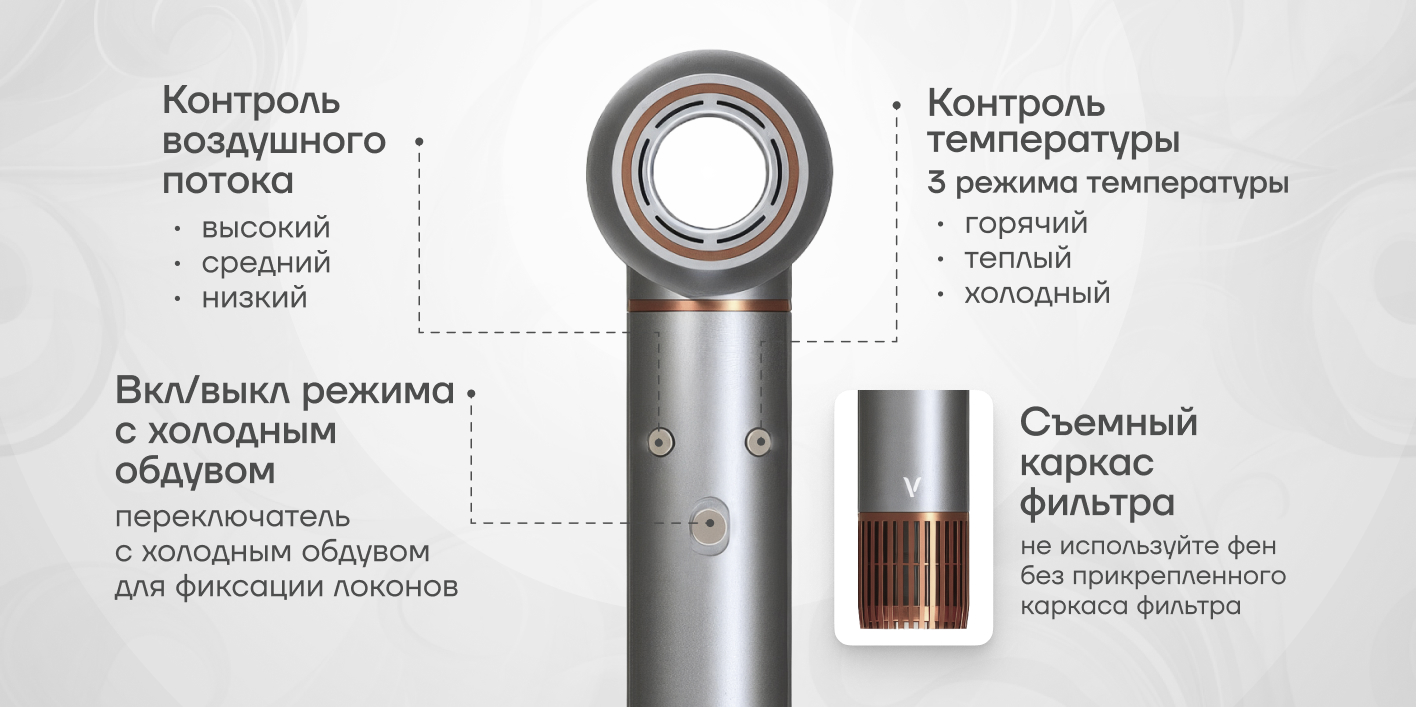 Контроль
воздушного
потока
• высокий
• средний
• низкий
Вкл/выкл режима
с холодным
обдувом
переключатель
с холодным обдувом
для фиксации локонов
Контроль
температуры
3 режима температуры
• горячий
• теплый
• холодный
V
Съемный
каркас
фильтра
не используйте фен
без прикрепленного
каркаса фильтра